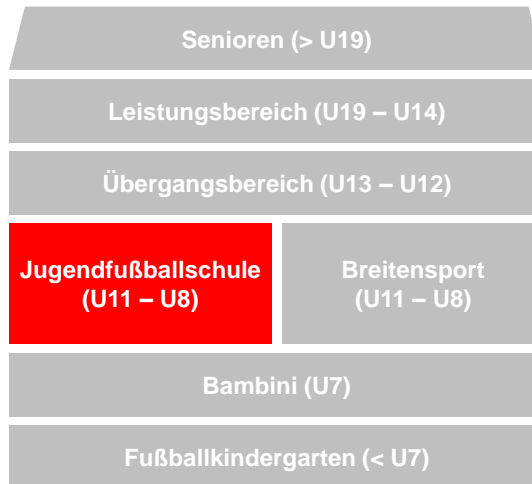 Senioren (> U19)
Leistungsbereich (U19 – U14)
Übergangsbereich (U13 – U12)
Jugendfußballschule
(U11 – U8)
Breitensport
(U11 – U8)
Bambini (U7)
Fußballkindergarten (< U7)